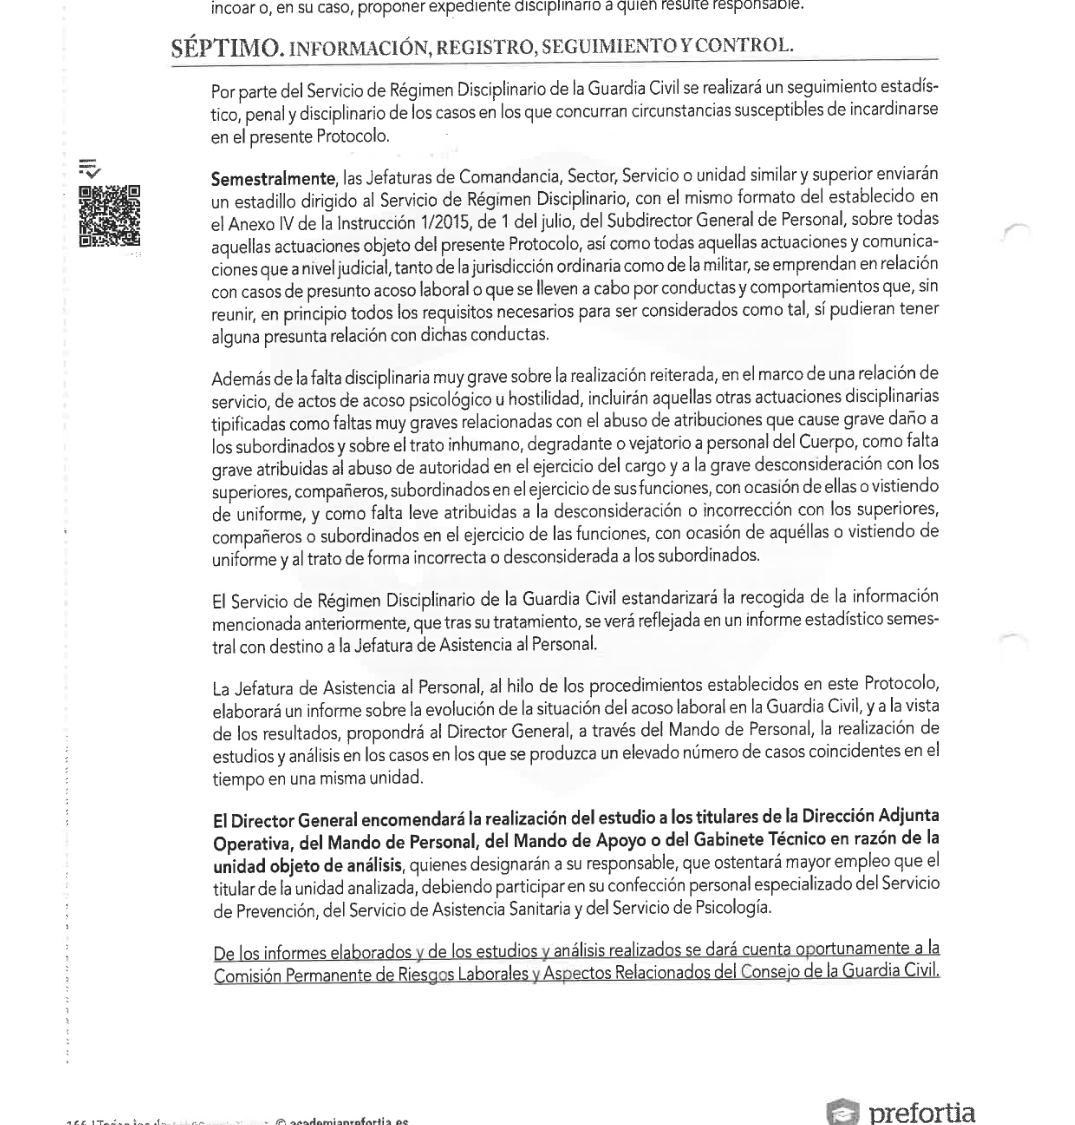 incoar o, en su caso, proponer expediente disciplinario a quien resulte responsable.
SÉPTIMO. INFORMACIÓN, REGISTRO, SEGUIMIENTO Y CONTROL.
Por parte del Servicio de Régimen Disciplinario de la Guardia Civil se realizará un seguimiento estadís-
tico, penal y disciplinario de los casos en los que concurran circunstancias susceptibles de incardinarse
en el presente Protocolo.
Semestralmente, las Jefaturas de Comandancia, Sector, Servicio o unidad similar y superior enviarán
un estadillo dirigido al Servicio de Régimen Disciplinario, con el mismo formato del establecido en
el Anexo IV de la Instrucción 1/2015, de 1 del julio, del Subdirector General de Personal, sobre todas
aquellas actuaciones objeto del presente Protocolo, así como todas aquellas actuaciones y comunica-
ciones que a nivel judicial, tanto de la jurisdicción ordinaria como de la militar, se emprendan en relación
con casos de presunto acoso laboral o que se lleven a cabo por conductas y comportamientos que, sin
reunir, en principio todos los requisitos necesarios para ser considerados como tal, sí pudieran tener
alguna presunta relación con dichas conductas.
Además de la falta disciplinaria muy grave sobre la realización reiterada, en el marco de una relación de
servicio, de actos de acoso psicológico u hostilidad, incluirán aquellas otras actuaciones disciplinarias
tipificadas como faltas muy graves relacionadas con el abuso de atribuciones que cause grave daño a
los subordinados y sobre el trato inhumano, degradante o vejatorio a personal del Cuerpo, como falta
grave atribuidas al abuso de autoridad en el ejercicio del cargo y a la grave desconsideración con los
superiores, compañeros, subordinados en el ejercicio de sus funciones, con ocasión de ellas o vistiendo
de uniforme, y como falta leve atribuidas a la desconsideración o incorrección con los superiores,
compañeros o subordinados en el ejercicio de las funciones, con ocasión de aquéllas o vistiendo de
uniforme y al trato de forma incorrecta o desconsiderada a los subordinados.
El Servicio de Régimen Disciplinario de la Guardia Civil estandarizará la recogida de la información
mencionada anteriormente, que tras su tratamiento, se verá reflejada en un informe estadístico semes-
tral con destino a la Jefatura de Asistencia al Personal.
La Jefatura de Asistencia al Personal, al hilo de los procedimientos establecidos en este Protocolo,
elaborará un informe sobre la evolución de la situación del acoso laboral en la Guardia Civil, y a la vista
de los resultados, propondrá al Director General, a través del Mando de Personal, la realización de
estudios y análisis en los casos en los que se produzca un elevado número de casos coincidentes en el
tiempo en una misma unidad.
El Director General encomendará la realización del estudio a los titulares de la Dirección Adjunta
Operativa, del Mando de Personal, del Mando de Apoyo o del Gabinete Técnico en razón de la
unidad objeto de análisis, quienes designarán a su responsable, que ostentará mayor empleo que el
titular de la unidad analizada, debiendo participar en su confección personal especializado del Servicio
de Prevención, del Servicio de Asistencia Sanitaria y del Servicio de Psicología.
De los informes elaborados y de los estudios y análisis realizados se dará cuenta oportunamente a la
Comisión Permanente de Riesgos Laborales y Aspectos Relacionados del Consejo de la Guardia Civil.
© academiaprefortia.es
prefortia